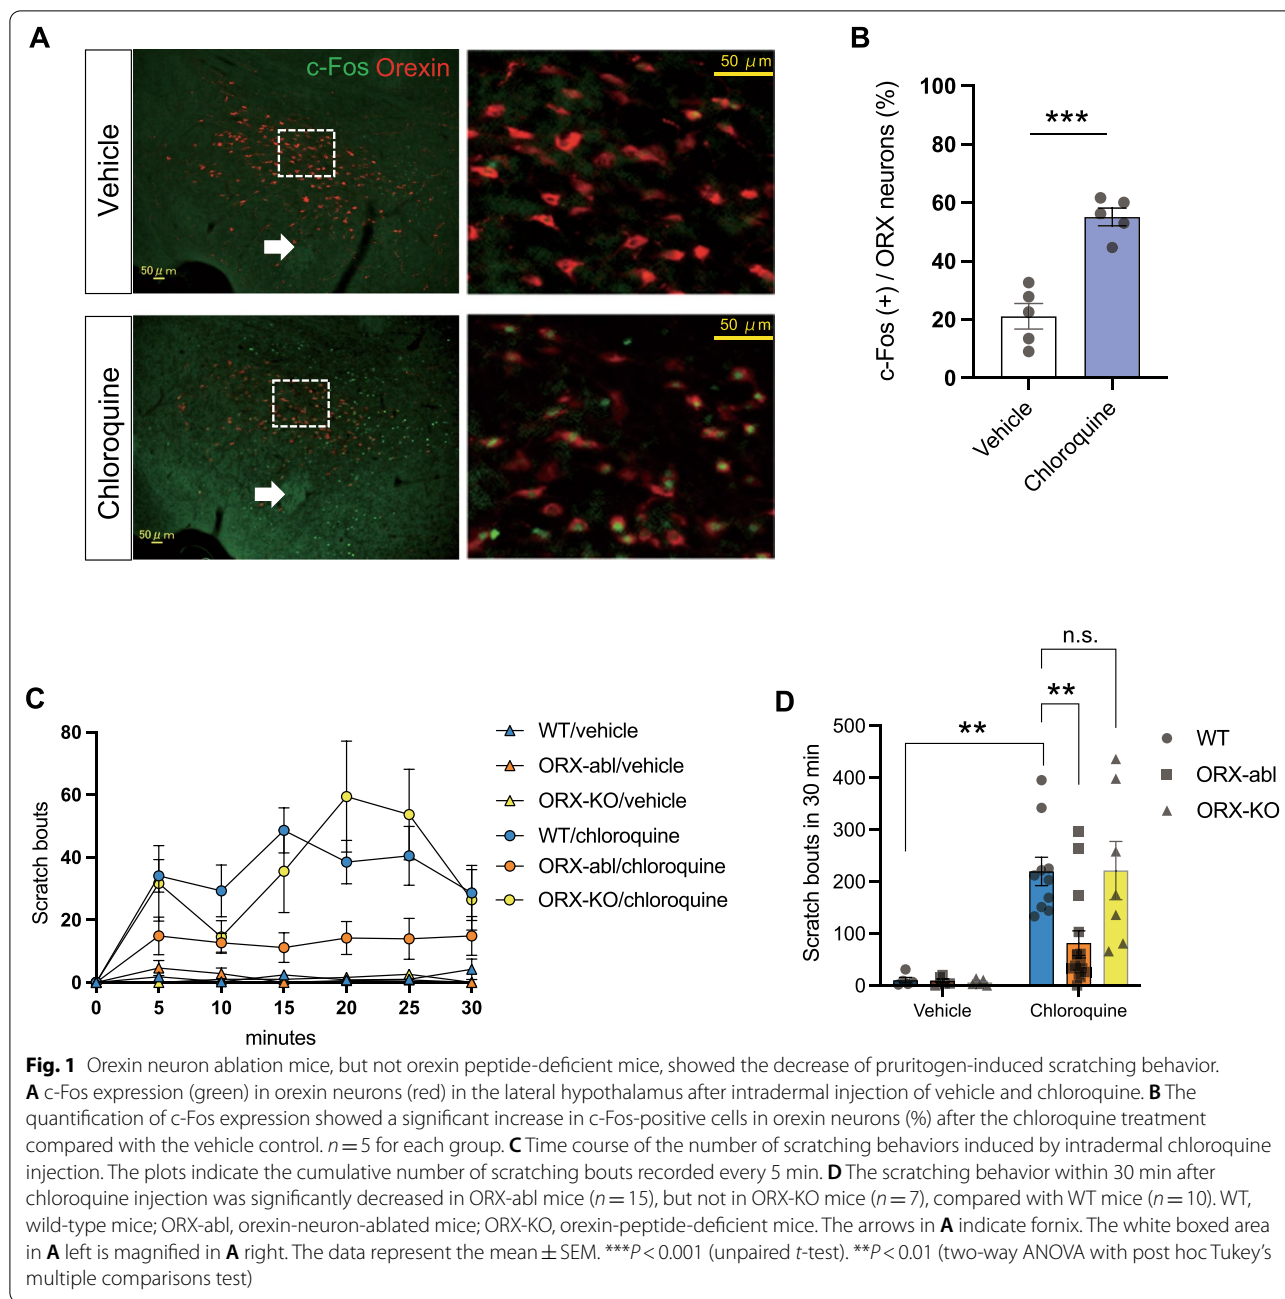 A
Vehicle
c-Fos Orexin
50 μm
50 μm
Chloroquine
50 μm
50 μm
B
c-Fos (+) / ORX neurons (%)
100
80
60
40
20
0
***
Vehicle
Chloroquine
C
Scratch bouts
80
60
40
20
0
0 5 10 15 20 25 30
minutes
WT/vehicle
ORX-abl/vehicle
ORX-KO/vehicle
WT/chloroquine
ORX-abl/chloroquine
ORX-KO/chloroquine
D
Scratch bouts in 30 min
500
400
300
200
100
0
**
**
n.s.
Vehicle Chloroquine
WT
ORX-abl
ORX-KO
Fig. 1 Orexin neuron ablation mice, but not orexin peptide-deficient mice, showed the decrease of pruritogen-induced scratching behavior.
A c-Fos expression (green) in orexin neurons (red) in the lateral hypothalamus after intradermal injection of vehicle and chloroquine. B The
quantification of c-Fos expression showed a significant increase in c-Fos-positive cells in orexin neurons (%) after the chloroquine treatment
compared with the vehicle control. n = 5 for each group. C Time course of the number of scratching behaviors induced by intradermal chloroquine
injection. The plots indicate the cumulative number of scratching bouts recorded every 5 min. D The scratching behavior within 30 min after
chloroquine injection was significantly decreased in ORX-abl mice (n = 15), but not in ORX-KO mice (n = 7), compared with WT mice (n = 10). WT,
wild-type mice; ORX-abl, orexin-neuron-ablated mice; ORX-KO, orexin-peptide-deficient mice. The arrows in A indicate fornix. The white boxed area
in A left is magnified in A right. The data represent the mean ± SEM. ***P < 0.001 (unpaired t-test). **P < 0.01 (two-way ANOVA with post hoc Tukey's
multiple comparisons test)